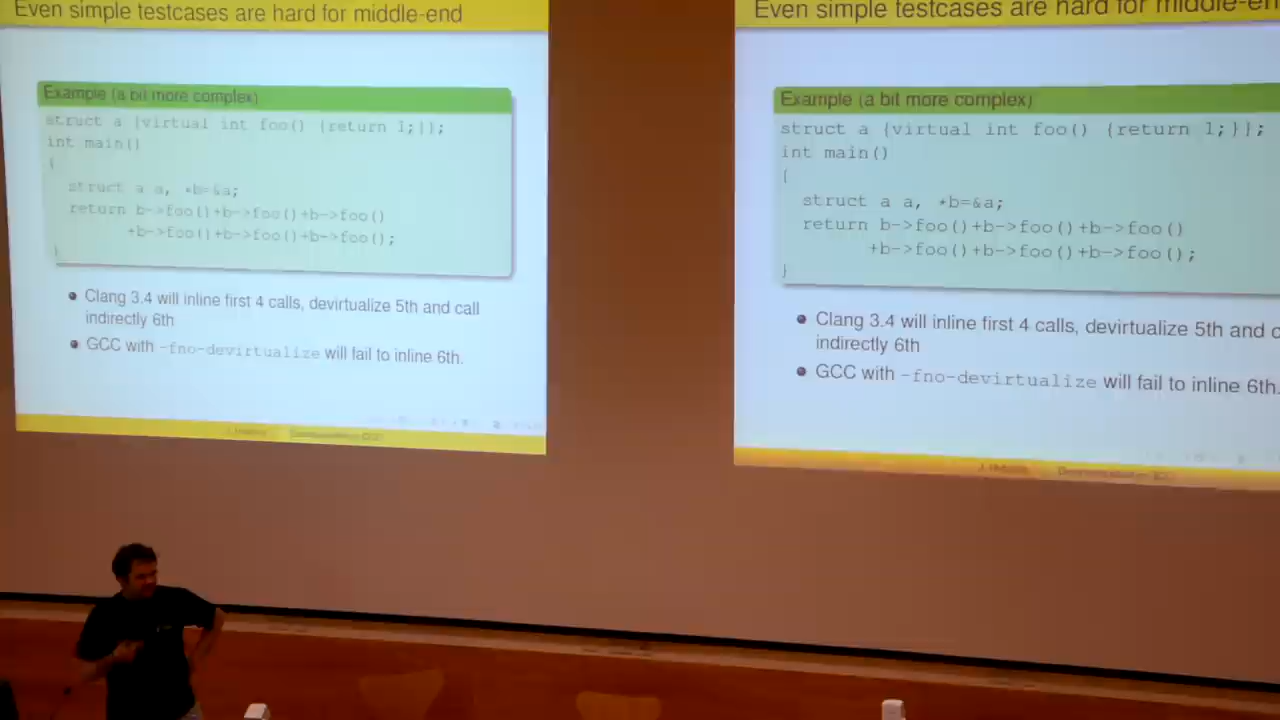 Even simple testcases are hard for middle-end
Example (a bit more complex)
struct a {virtual int foo() {return 1;}};
int main()
{
struct a a, *b=&a;
return b->foo()+b->foo()+b->foo()
+b->foo()+b->foo()+b->foo();
}
Clang 3.4 will inline first 4 calls, devirtualize 5th and call
indirectly 6th
GCC with -fno-devirtualize will fail to inline 6th.
Even simple testcases are hard for middle-en
Example (a bit more complex)
struct a {virtual int foo() {return 1;}};
int main()
{
struct a a, *b=&a;
return b->foo()+b->foo()+b->foo()
+b->foo()+b->foo()+b->foo();
}
Clang 3.4 will inline first 4 calls, devirtualize 5th and c
indirectly 6th
GCC with -fno-devirtualize will fail to inline 6th.